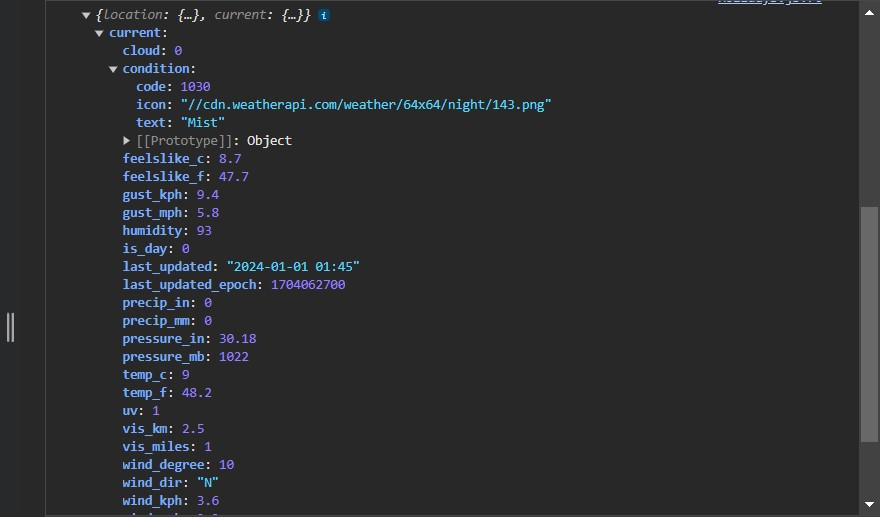 {location: {…}, current: {…}} i
current:
cloud: 0
condition:
code: 1030
icon: "//cdn.weatherapi.com/weather/64x64/night/143.png"
text: "Mist"
[[Prototype]]: Object
feelslike_c: 8.7
feelslike_f: 47.7
gust_kph: 9.4
gust_mph: 5.8
humidity: 93
is_day: 0
last_updated: "2024-01-01 01:45"
last_updated_epoch: 1704062700
precip_in: 0
precip_mm: 0
pressure_in: 30.18
pressure_mb: 1022
temp_c: 9
temp_f: 48.2
uv: 1
vis_km: 2.5
vis_miles: 1
wind_degree: 10
wind_dir: "N"
wind_kph: 3.6